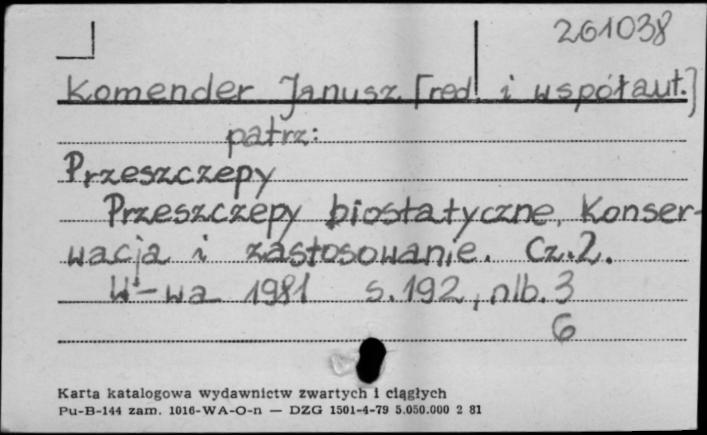 261038
Komender Janusz [red. i współaut.]
patrz:
Przeszczepy
Przeszczepy biostatyczne. Konser-
wacja i zastosowanie. Cz.2.
W-wa 1981 s.192, nlb.3
6
Karta katalogowa wydawnictw zwartych i ciągłych
Pu-B-144 zam. 1016-WA-O-n — DZG 1501-4-79 5.050.000 2 81